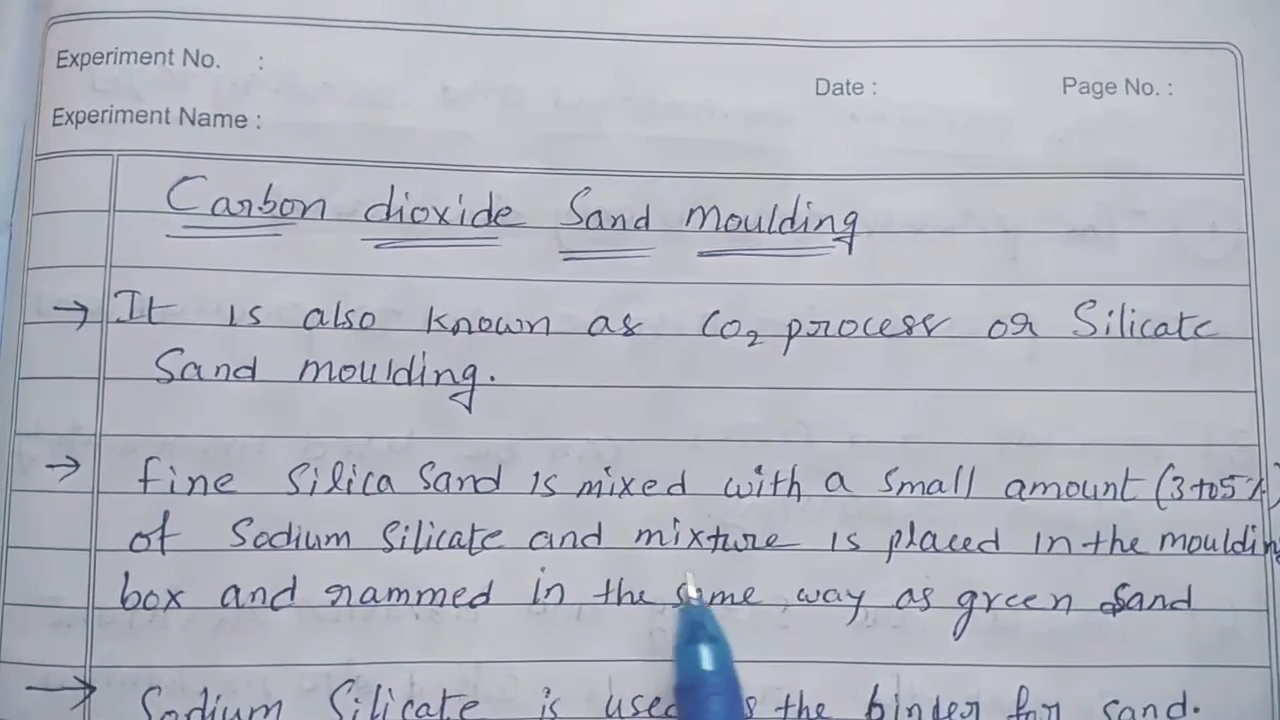 Experiment No. :
Date :
Page No. :
Experiment Name :
Carbon dioxide Sand moulding
→ It is also known as CO₂ process or Silicate
Sand moulding.
→ fine Silica Sand is mixed with a small amount (3 to 5%)
of Sodium Silicate and mixture is placed in the moulding
box and rammed in the same way as green Sand
→ Sodium Silicate is used the binder for sand.